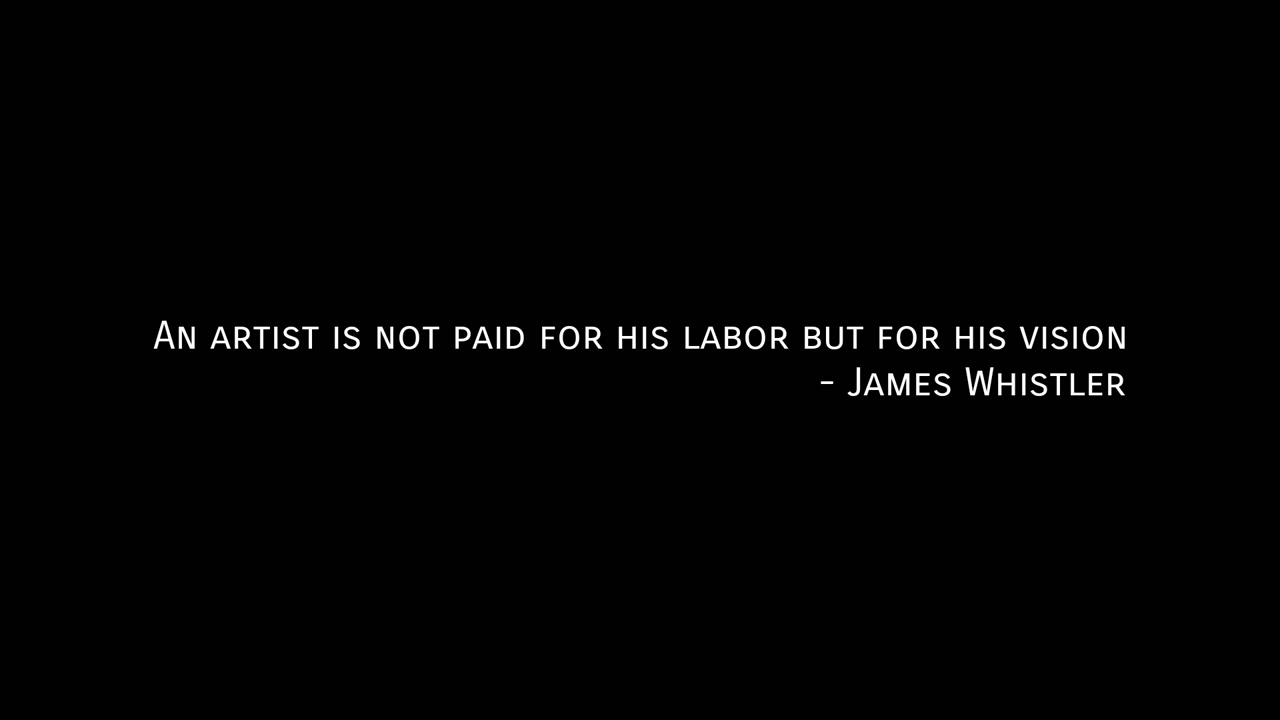 An artist is not paid for his labor but for his vision
- James Whistler